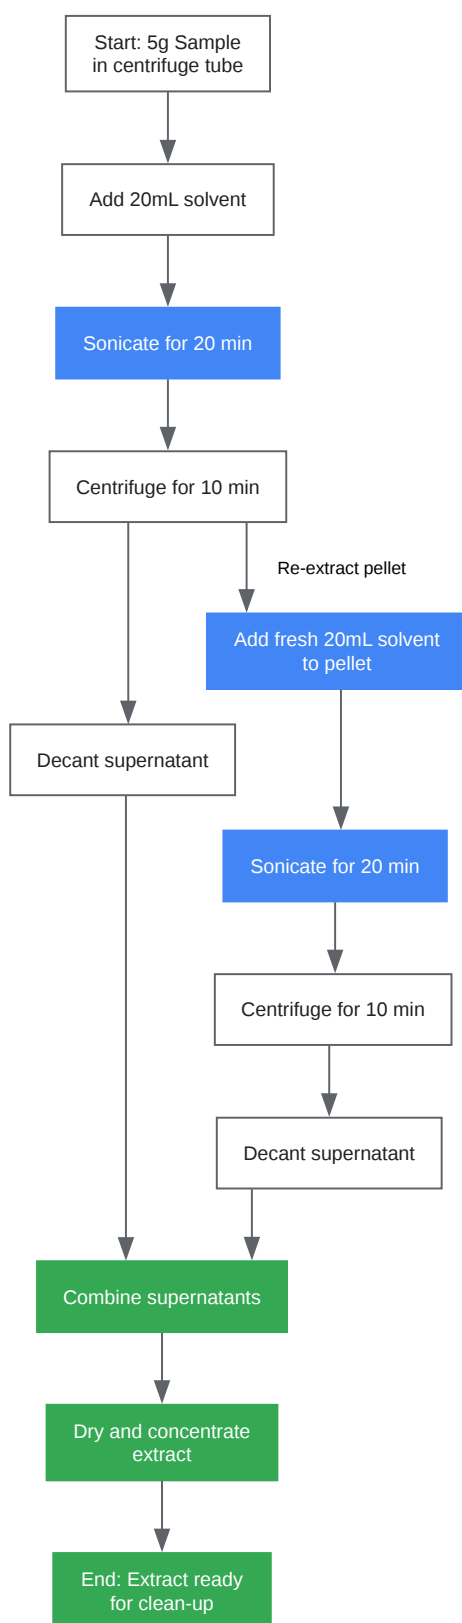 Start: 5g Sample
in centrifuge tube
Add 20mL solvent
Sonicate for 20 min
Centrifuge for 10 min
Re-extract pellet
Add fresh 20mL solvent
to pellet
Decant supernatant
Sonicate for 20 min
Centrifuge for 10 min
Decant supernatant
Combine supernatants
Dry and concentrate
extract
End: Extract ready
for clean-up